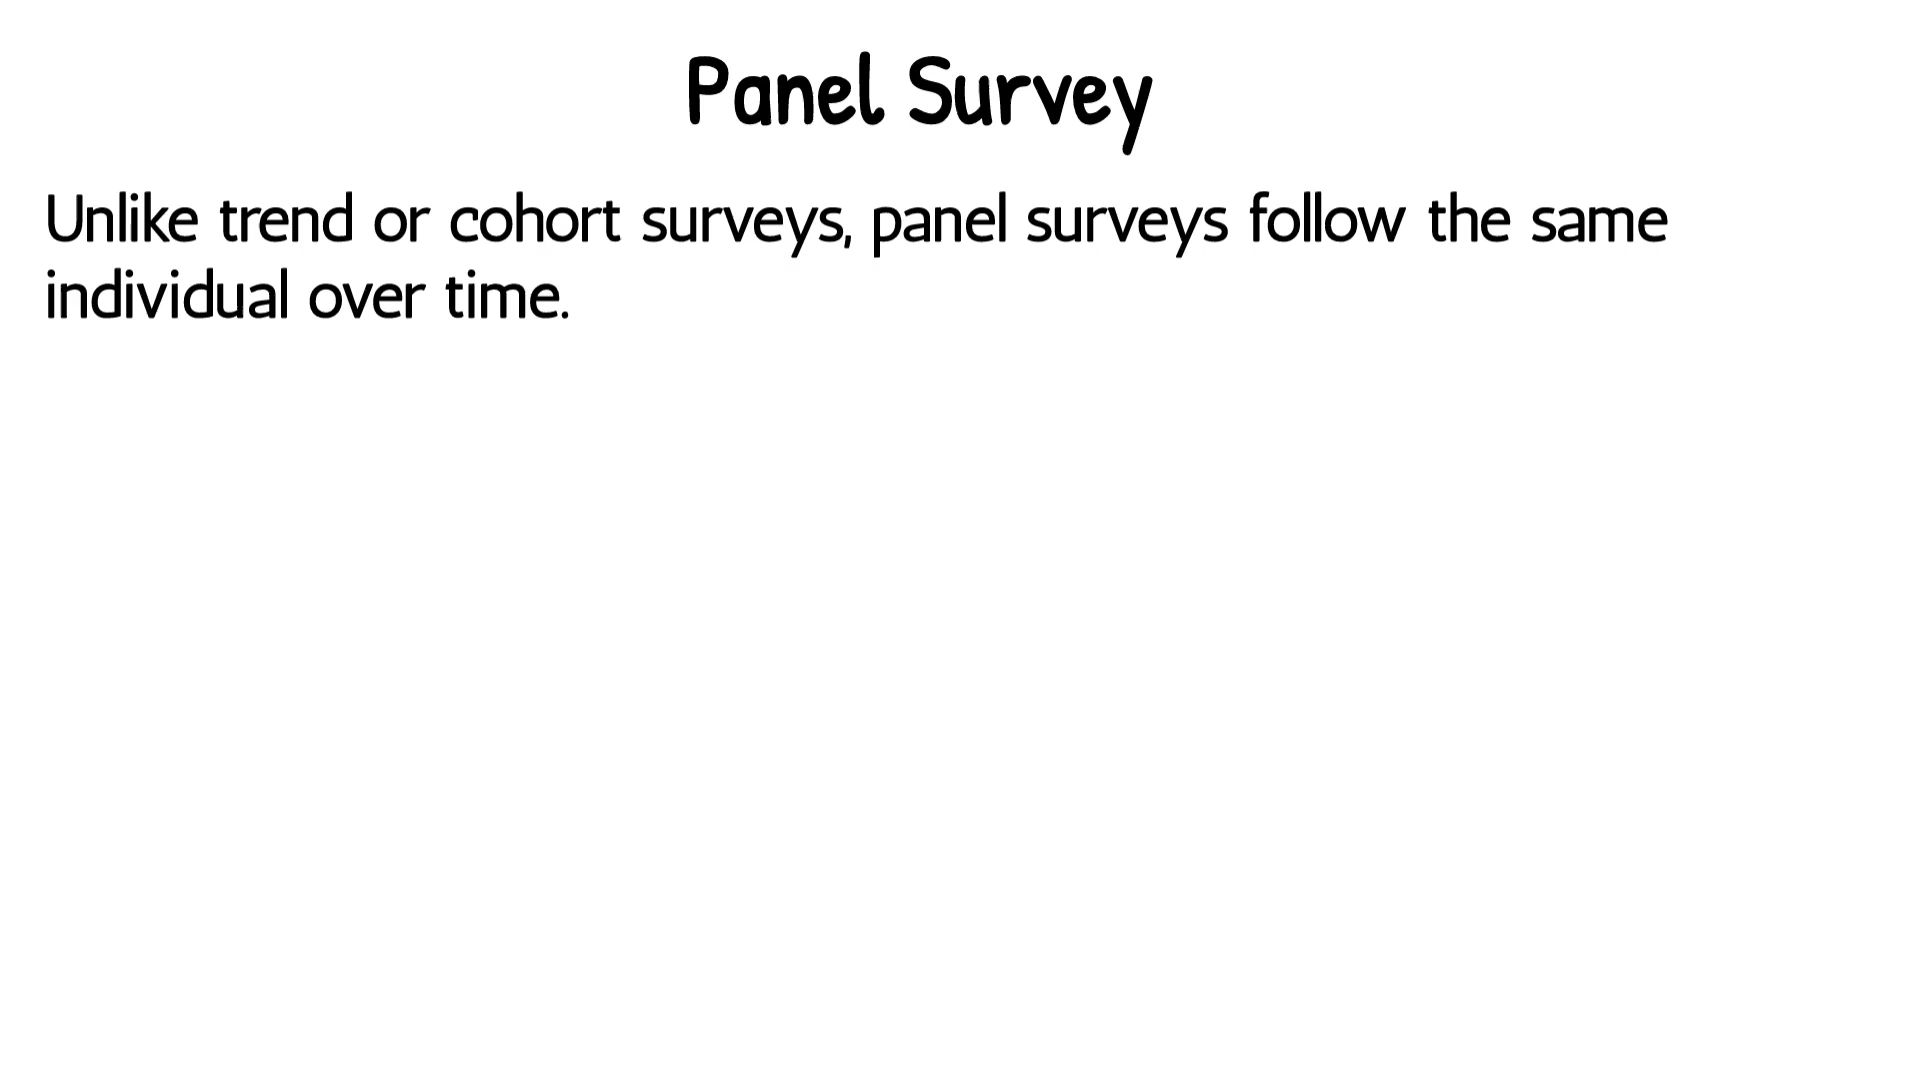 Panel Survey
Unlike trend or cohort surveys, panel surveys follow the same
individual over time.